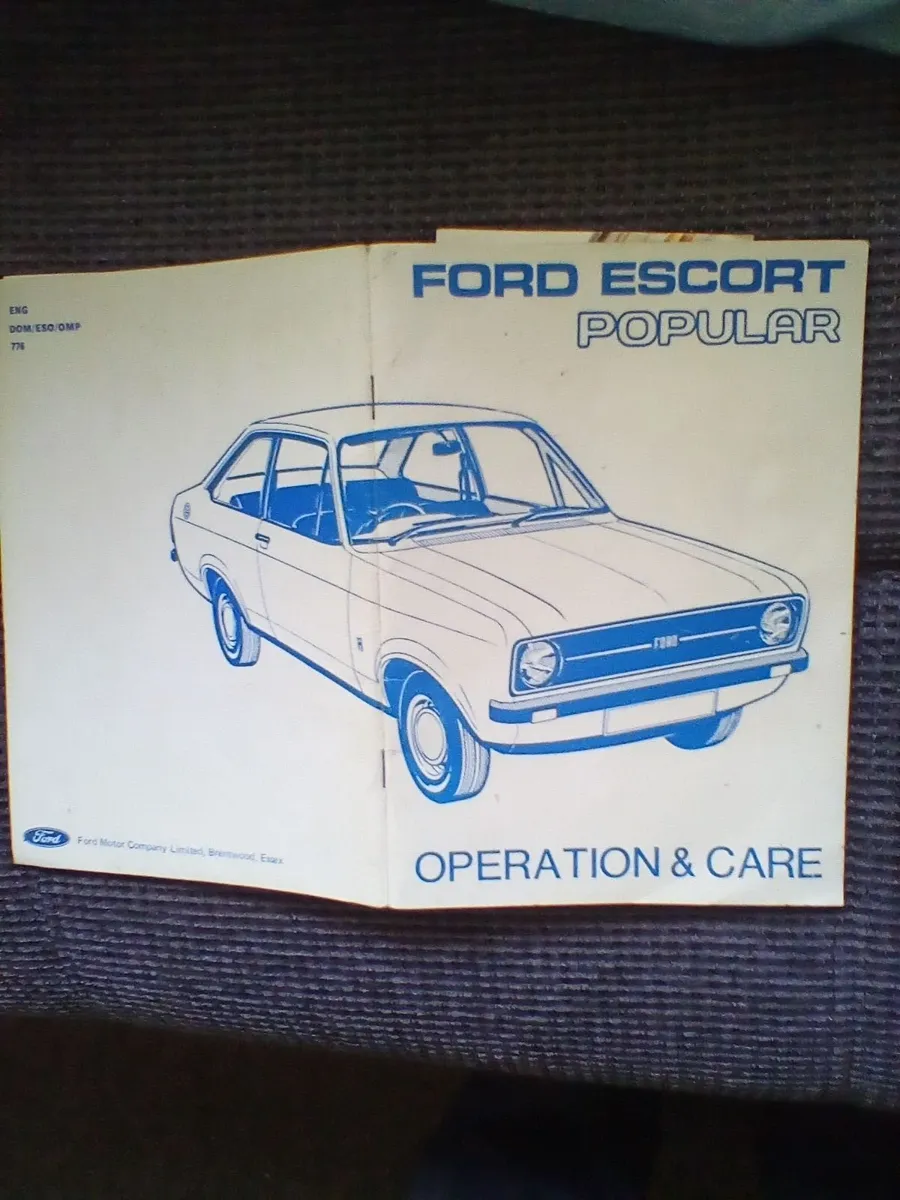 ENG
DOM/ESO/OMP
776
FORD ESCORT
POPULAR
FORD
Ford
Ford Motor Company Limited, Brentwood, Essex
OPERATION & CARE